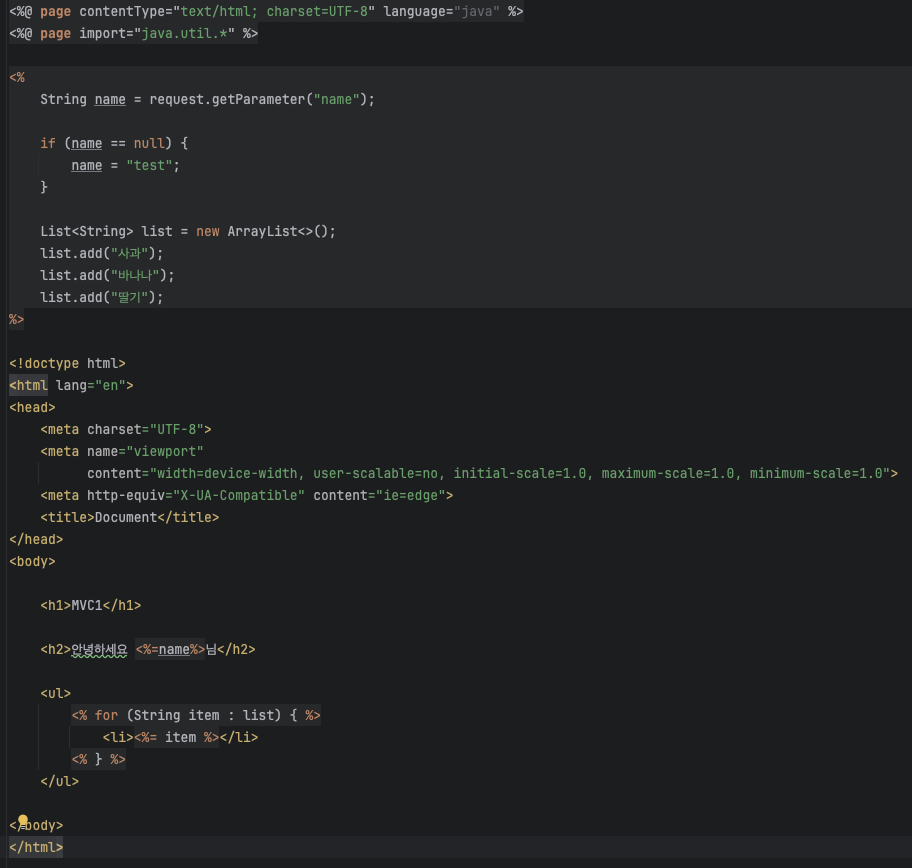 <%@ page contentType="text/html; charset=UTF-8" language="java" %>
<%@ page import="java.util.*" %>
<%
String name = request.getParameter("name");
if (name == null) {
name = "test";
}
List<String> list = new ArrayList<>();
list.add("사과");
list.add("바나나");
list.add("딸기");
%>
<!doctype html>
<html lang="en">
<head>
<meta charset="UTF-8">
<meta name="viewport"
content="width=device-width, user-scalable=no, initial-scale=1.0, maximum-scale=1.0, minimum-scale=1.0">
<meta http-equiv="X-UA-Compatible" content="ie=edge">
<title>Document</title>
</head>
<body>
<h1>MVC1</h1>
<h2>안녕하세요 <%=name%>님</h2>
<ul>
<% for (String item : list) { %>
<li><%= item %></li>
<% } %>
</ul>
</body>
</html>